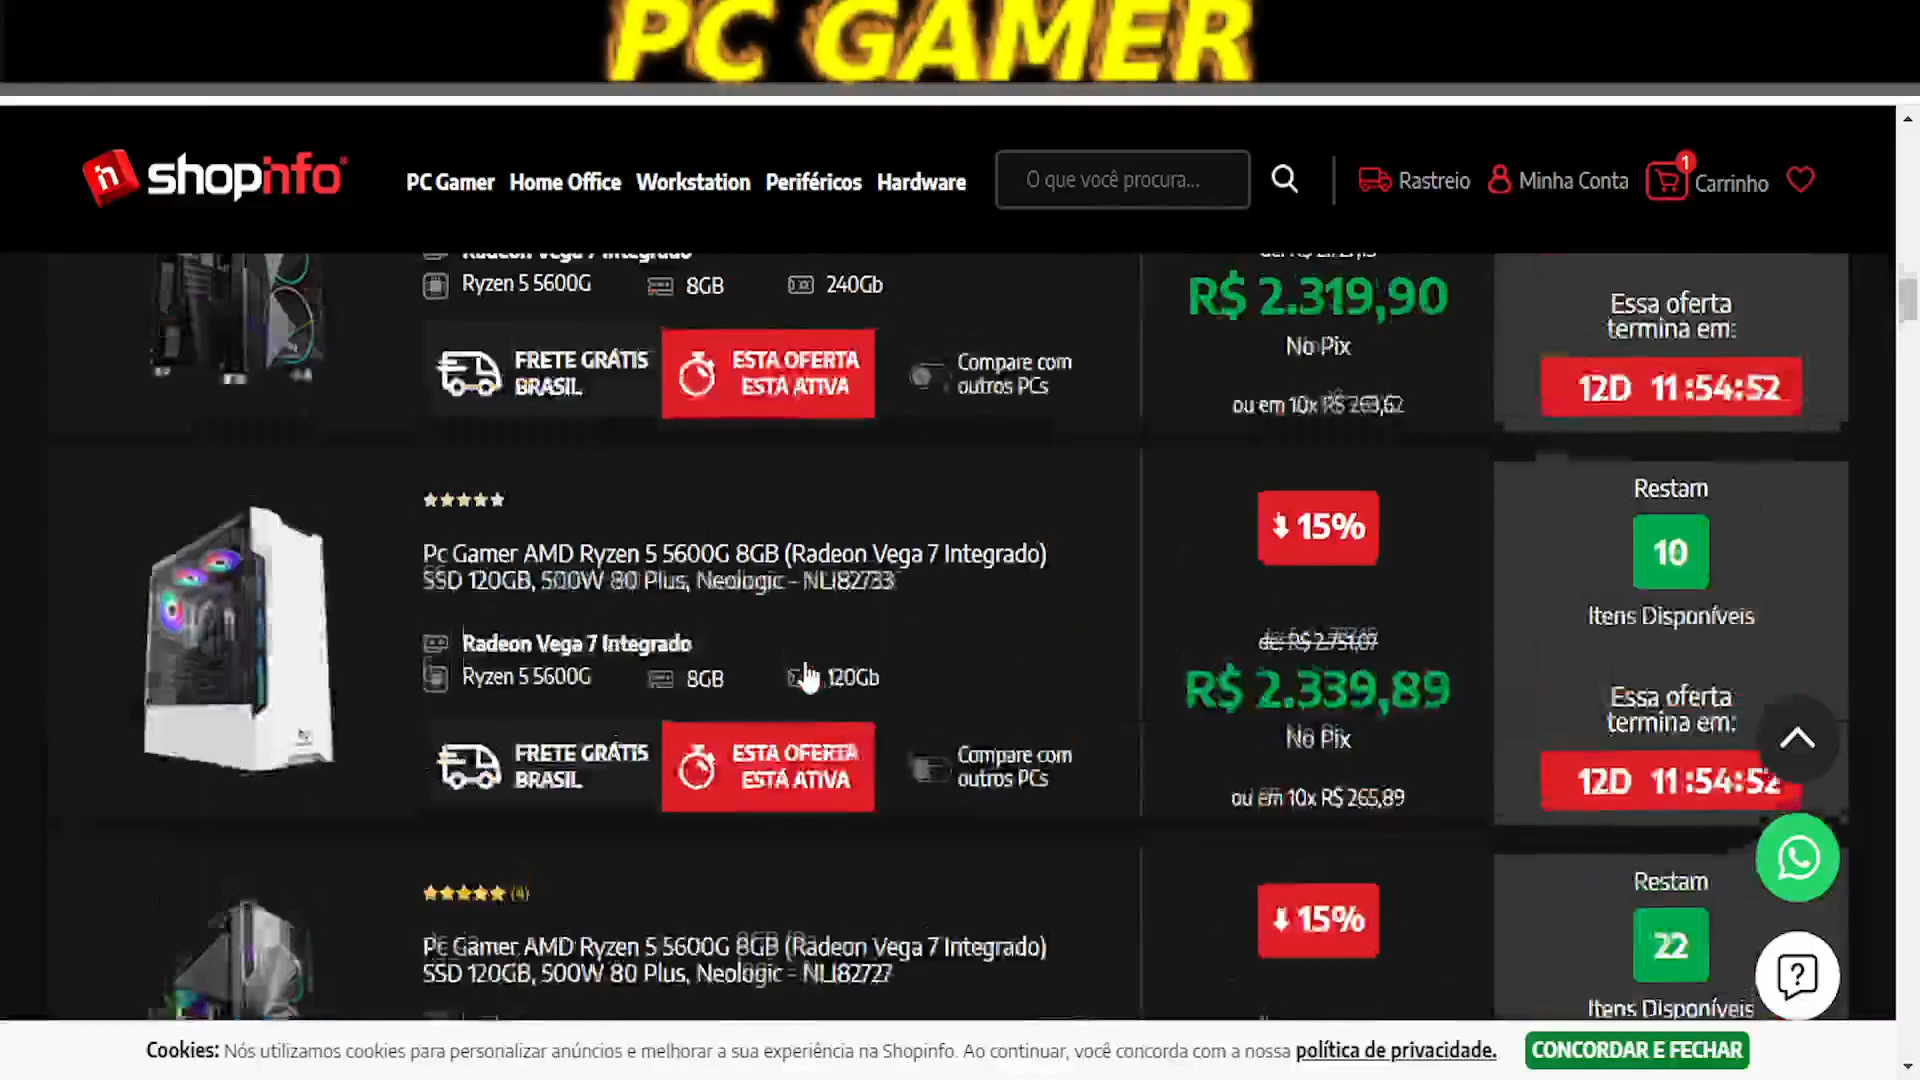 PC GAMER
shopinfo
PC Gamer Home Office Workstation Periféricos Hardware
O que você procura...
Rastreio Minha Conta 1 Carrinho
Radeon Vega 7 Integrado
Ryzen 5 5600G 8GB 240Gb
FRETE GRÁTIS BRASIL
ESTA OFERTA ESTÁ ATIVA
Compare com outros PCs
R$ 2.319,90
No Pix
ou em 10x R$
Essa oferta
termina em:
12D 11:54:52
Pc Gamer AMD Ryzen 5 5600G 8GB (Radeon Vega 7 Integrado)
SSD 120GB, 500W 80 Plus, Neologic - NLI82733
Radeon Vega 7 Integrado
Ryzen 5 5600G 8GB 120Gb
FRETE GRÁTIS BRASIL
ESTA OFERTA ESTÁ ATIVA
Compare com outros PCs
15%
de: R$
R$ 2.339,89
No Pix
ou em 10x R$ 265,89
Restam
10
Itens Disponíveis
Essa oferta
termina em:
12D 11:54:52
(4)
Pc Gamer AMD Ryzen 5 5600G 8GB (Radeon Vega 7 Integrado)
SSD 120GB, 500W 80 Plus, Neologic - NLI82727
15%
Restam
22
Itens Disponíveis
Cookies: Nós utilizamos cookies para personalizar anúncios e melhorar a sua experiência na Shopinfo. Ao continuar, você concorda com a nossa política de privacidade. CONCORDAR E FECHAR